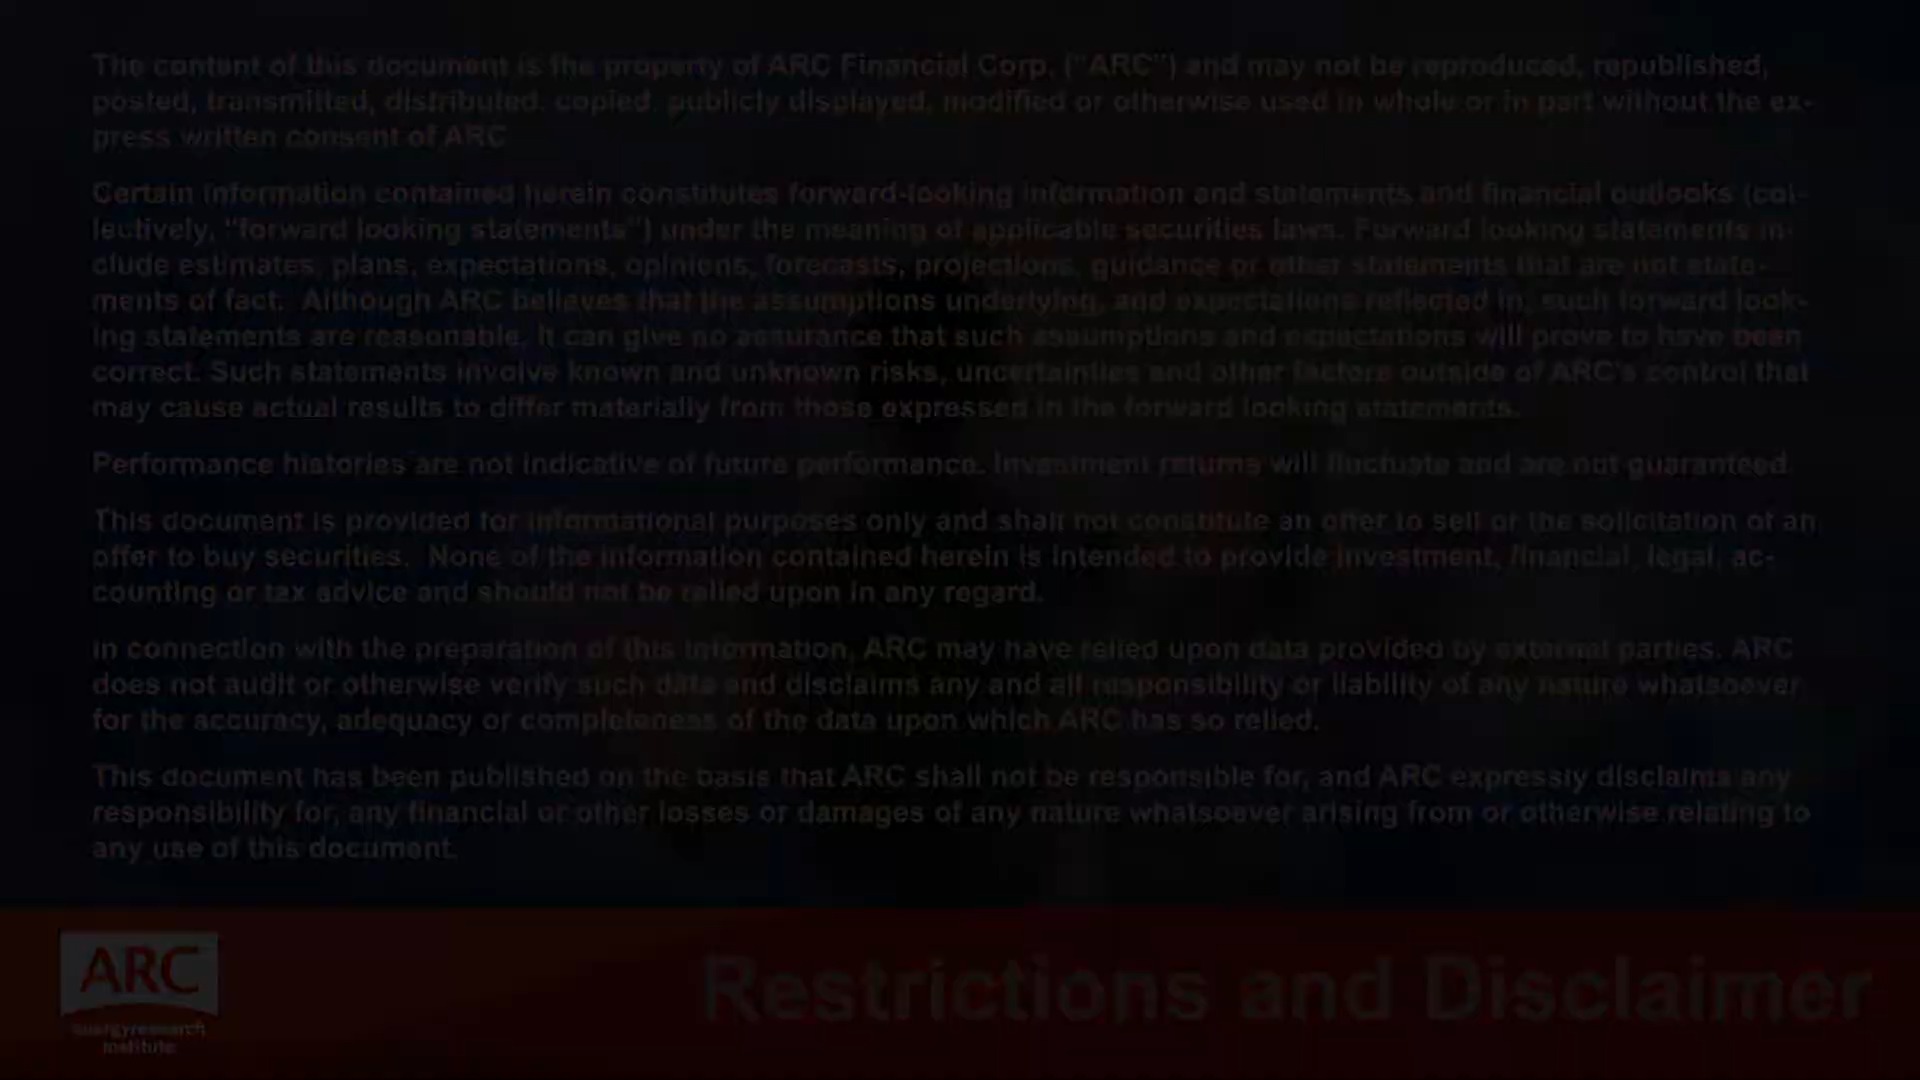 The content of this document is the property of ARC Financial Corp. ("ARC") and may not be reproduced, republished,
posted, transmitted, distributed, copied, publicly displayed, modified or otherwise used in whole or in part without the ex-
press written consent of ARC
Certain information contained herein constitutes forward-looking information and statements and financial outlooks (col-
lectively, "forward looking statements") under the meaning of applicable securities laws. Forward looking statements in-
clude estimates, plans, expectations, opinions, forecasts, projections, guidance or other statements that are not state-
ments of fact.  Although ARC believes that the assumptions underlying, and expectations reflected in, such forward look-
ing statements are reasonable, it can give no assurance that such assumptions and expectations will prove to have been
correct. Such statements involve known and unknown risks, uncertainties and other factors outside of ARC's control that
may cause actual results to differ materially from those expressed in the forward looking statements.
Performance histories are not indicative of future performance. Investment returns will fluctuate and are not guaranteed.
This document is provided for informational purposes only and shall not constitute an offer to sell or the solicitation of an
offer to buy securities.  None of the information contained herein is intended to provide investment, financial, legal, ac-
counting or tax advice and should not be relied upon in any regard.
In connection with the preparation of this information, ARC may have relied upon data provided by external parties. ARC
does not audit or otherwise verify such data and disclaims any and all responsibility or liability of any nature whatsoever
for the accuracy, adequacy or completeness of the data upon which ARC has so relied.
This document has been published on the basis that ARC shall not be responsible for, and ARC expressly disclaims any
responsibility for, any financial or other losses or damages of any nature whatsoever arising from or otherwise relating to
any use of this document.
ARC
energyresearch
institute
Restrictions and Disclaimer